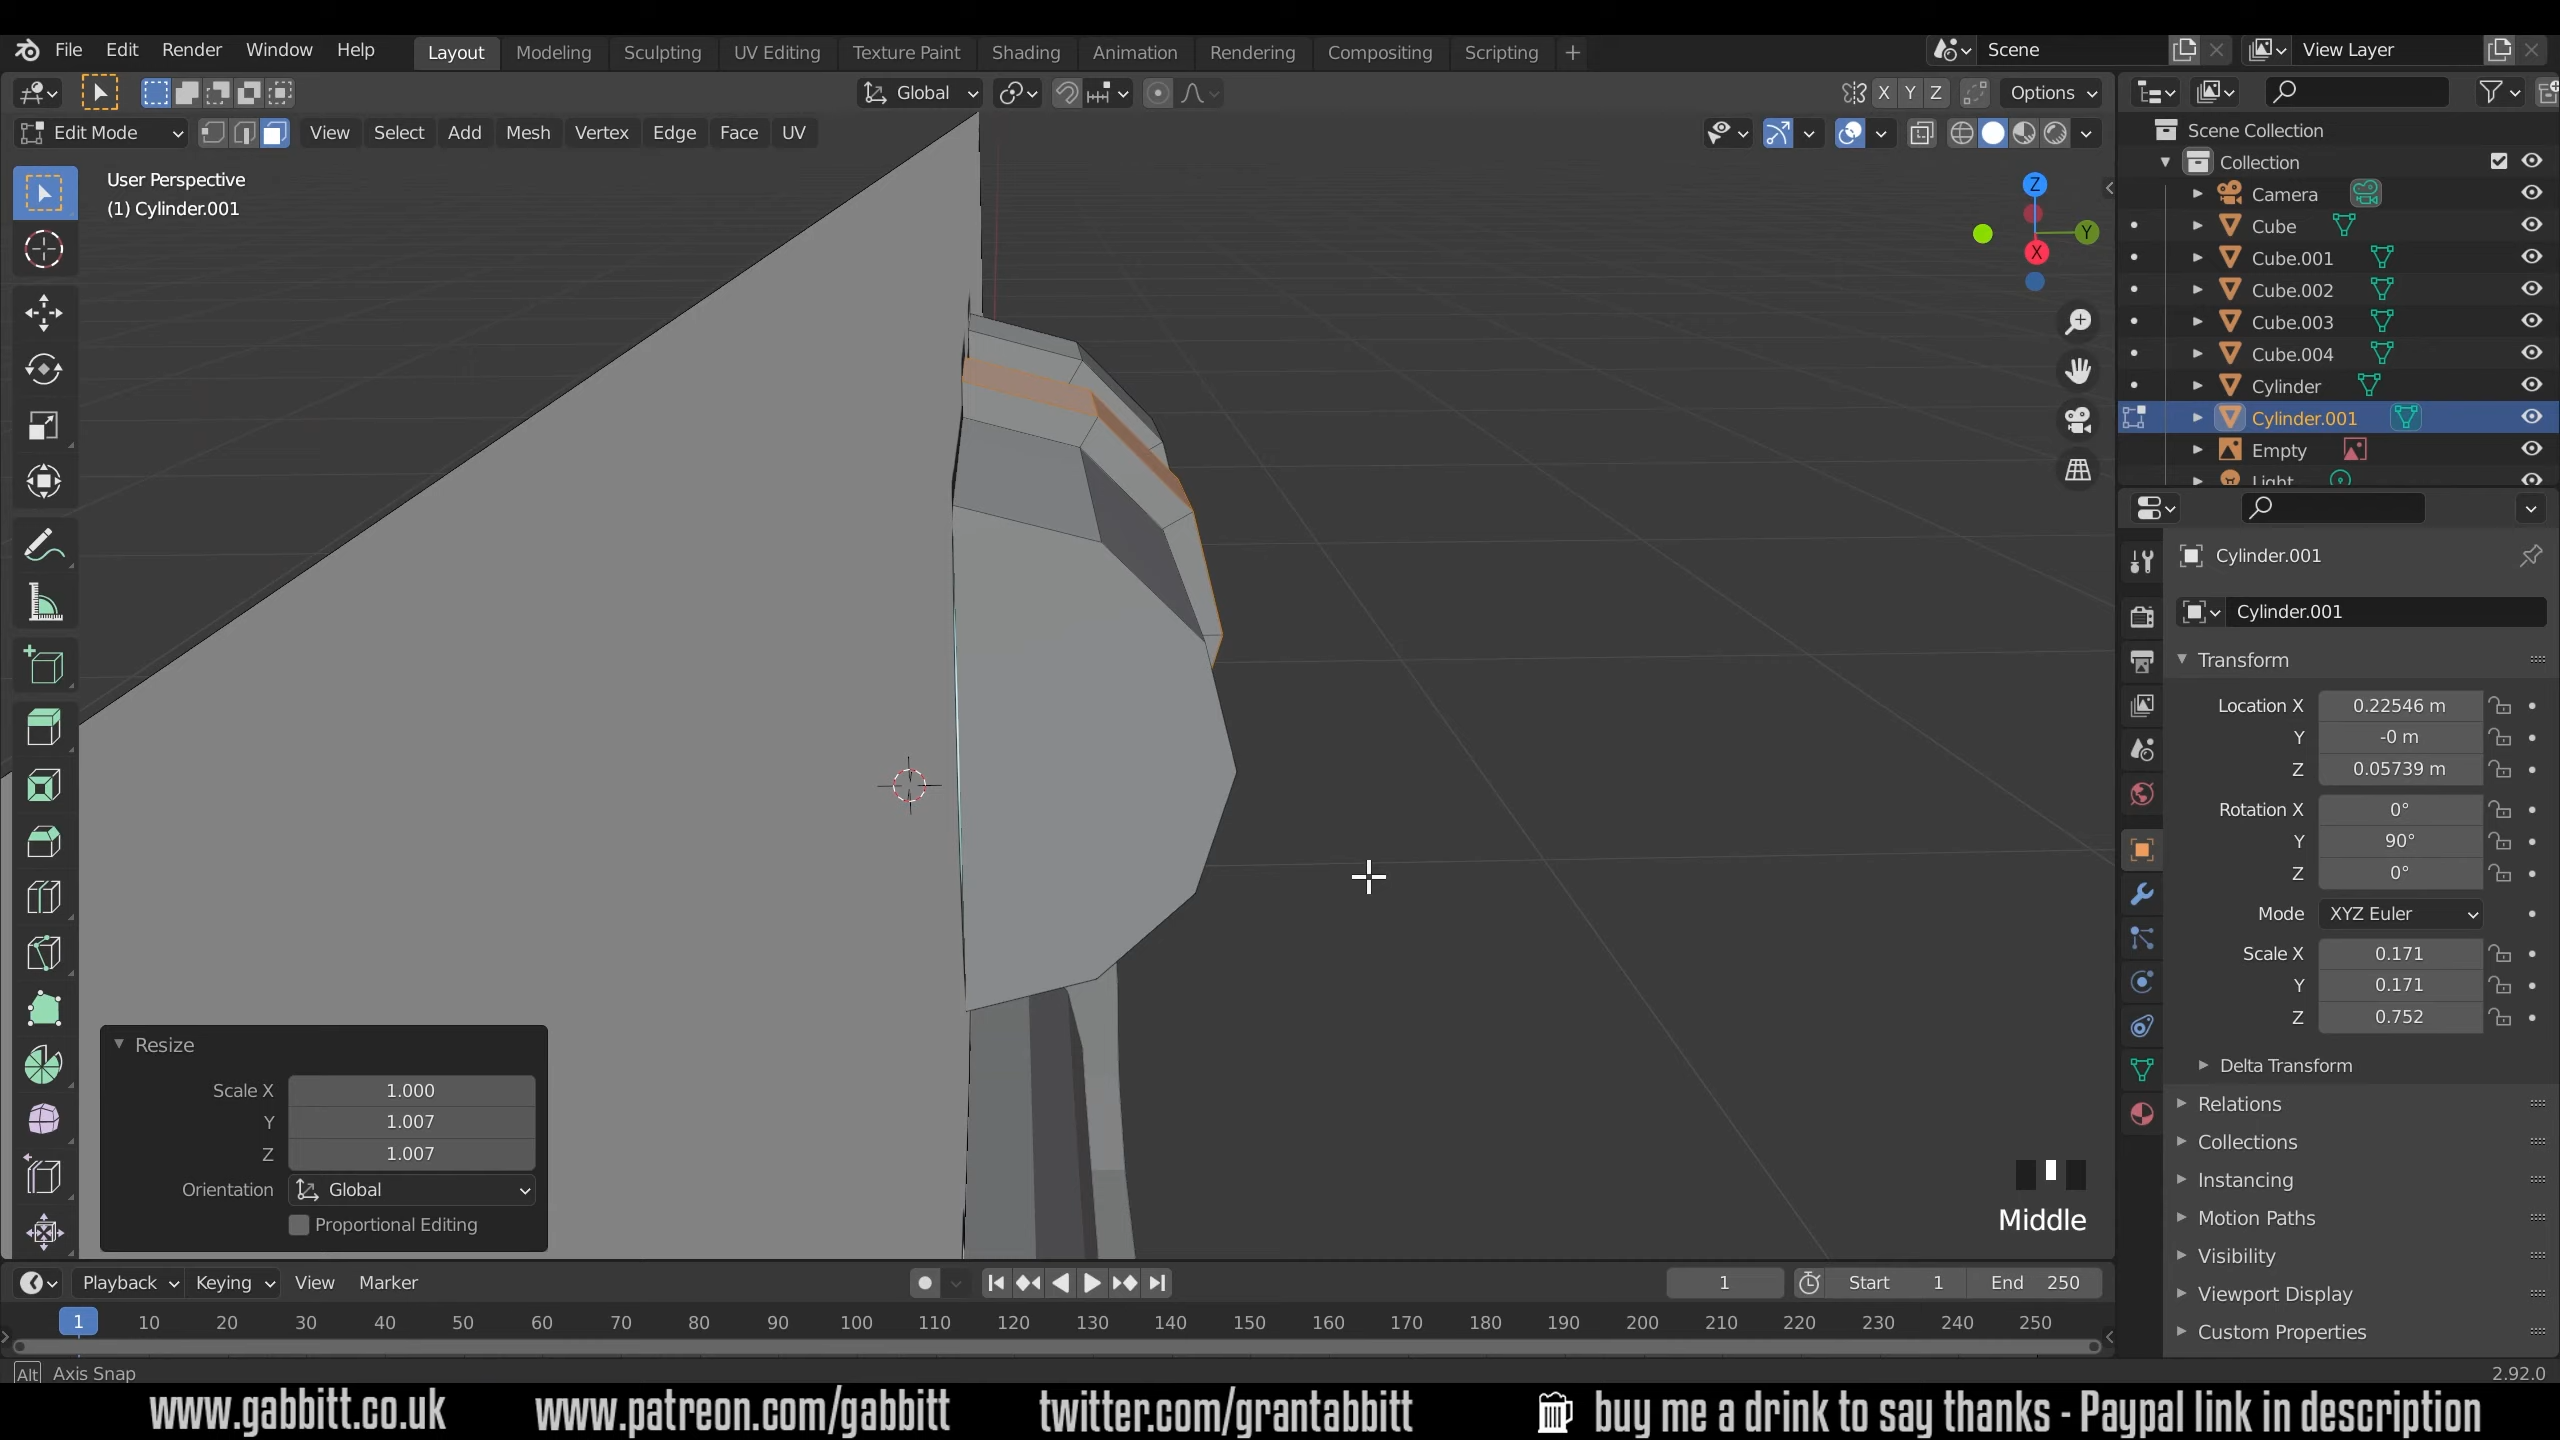 File Edit Render Window Help Layout Modeling Sculpting UV Editing Texture Paint Shading Animation Rendering Compositing Scripting + Scene View Layer
Global X Y Z Options
Edit Mode View Select Add Mesh Vertex Edge Face UV
User Perspective
(1) Cylinder.001
Z
Y
X
Scene Collection
Collection
Camera
Cube
Cube.001
Cube.002
Cube.003
Cube.004
Cylinder
Cylinder.001
Empty
Light
Cylinder.001
Cylinder.001
Transform
Location X 0.22546 m
Y -0 m
Z 0.05739 m
Rotation X 0°
Y 90°
Z 0°
Mode XYZ Euler
Scale X 0.171
Y 0.171
Z 0.752
Delta Transform
Relations
Collections
Instancing
Motion Paths
Visibility
Viewport Display
Custom Properties
Resize
Scale X 1.000
Y 1.007
Z 1.007
Orientation Global
Proportional Editing
Middle
Playback Keying View Marker 1 Start 1 End 250
1 10 20 30 40 50 60 70 80 90 100 110 120 130 140 150 160 170 180 190 200 210 220 230 240 250
Alt Axis Snap 2.92.0
www.gabbitt.co.uk www.patreon.com/gabbitt twitter.com/grantabbitt buy me a drink to say thanks - Paypal link in description